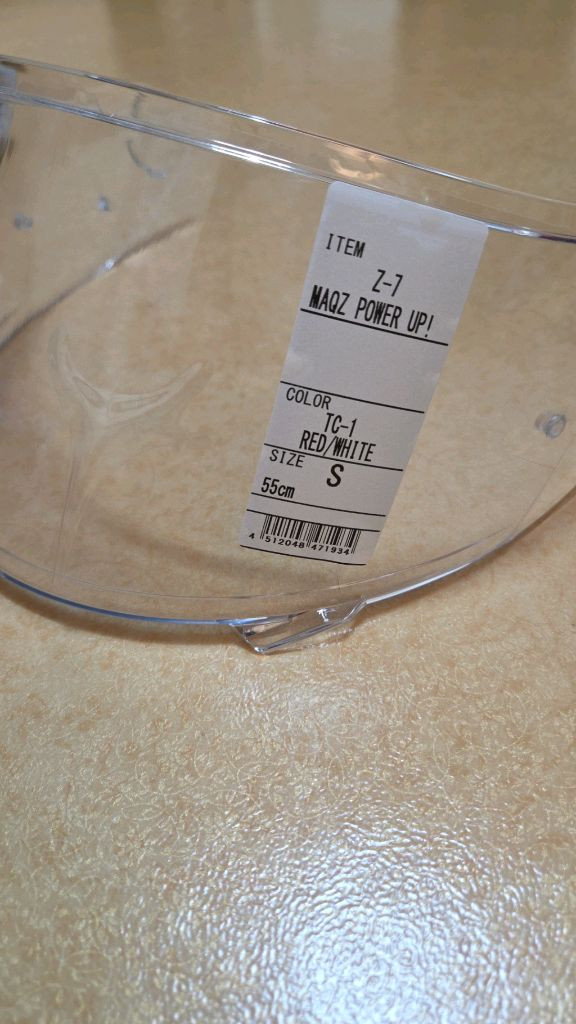 ITEM
Z-7
MAQZ POWER UP!
COLOR
TC-1
RED/WHITE
SIZE S
55cm
4 512048 471934